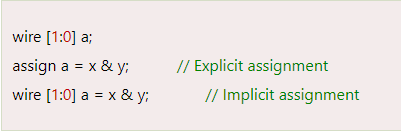 wire [1:0] a;
assign a = x & y; // Explicit assignment
wire [1:0] a = x & y; // Implicit assignment